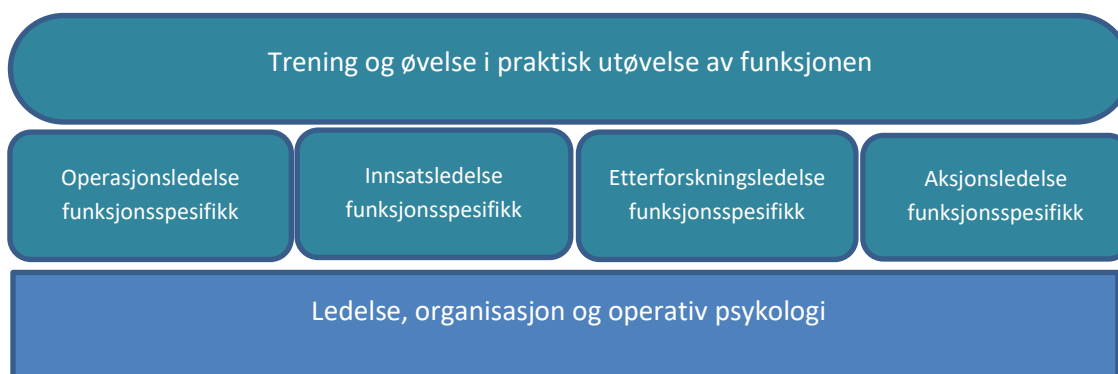 Trening og øvelse i praktisk utøvelse av funksjonen
Operasjonsledelse
funksjonsspesifikk
Innsatsledelse
funksjonsspesifikk
Etterforskningsledelse
funksjonsspesifikk
Aksjonsledelse
funksjonsspesifikk
Ledelse, organisasjon og operativ psykologi